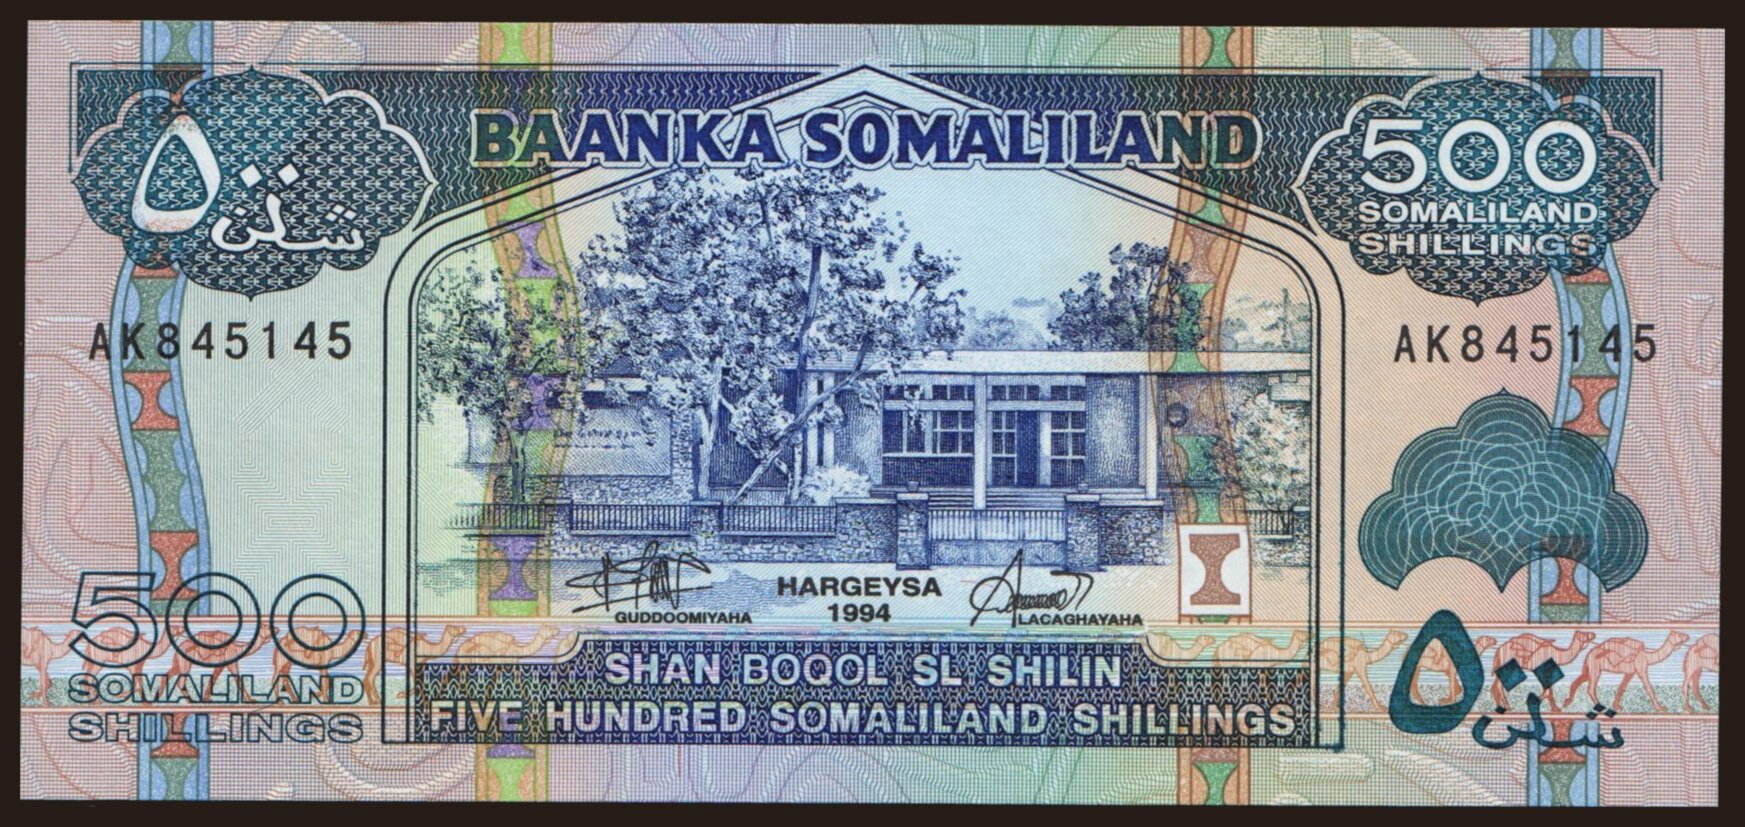 BAANKA SOMALILAND
٥٠٠
شلن
500
SOMALILAND
SHILLINGS
AK845145
AK845145
HARGEYSA
1994
GUDDOOMIYAHA
LACAGHAYAHA
500
SOMALILAND
SHILLINGS
SHAN BOQOL SL SHILIN
FIVE HUNDRED SOMALILAND SHILLINGS
٥٠٠
شلن